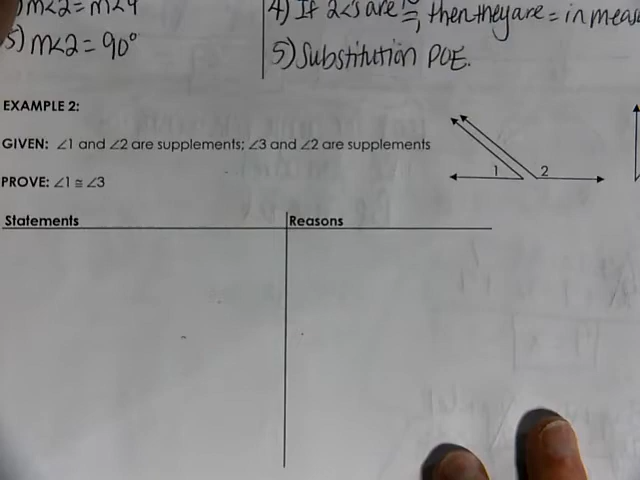 m<2 = m<4
4) If 2<'s are ≅, then they are = in meas
5) m<2 = 90°
5) Substitution POE.
EXAMPLE 2:
GIVEN: ∠1 and ∠2 are supplements; ∠3 and ∠2 are supplements
1 2
PROVE: ∠1 ≅ ∠3
Statements Reasons